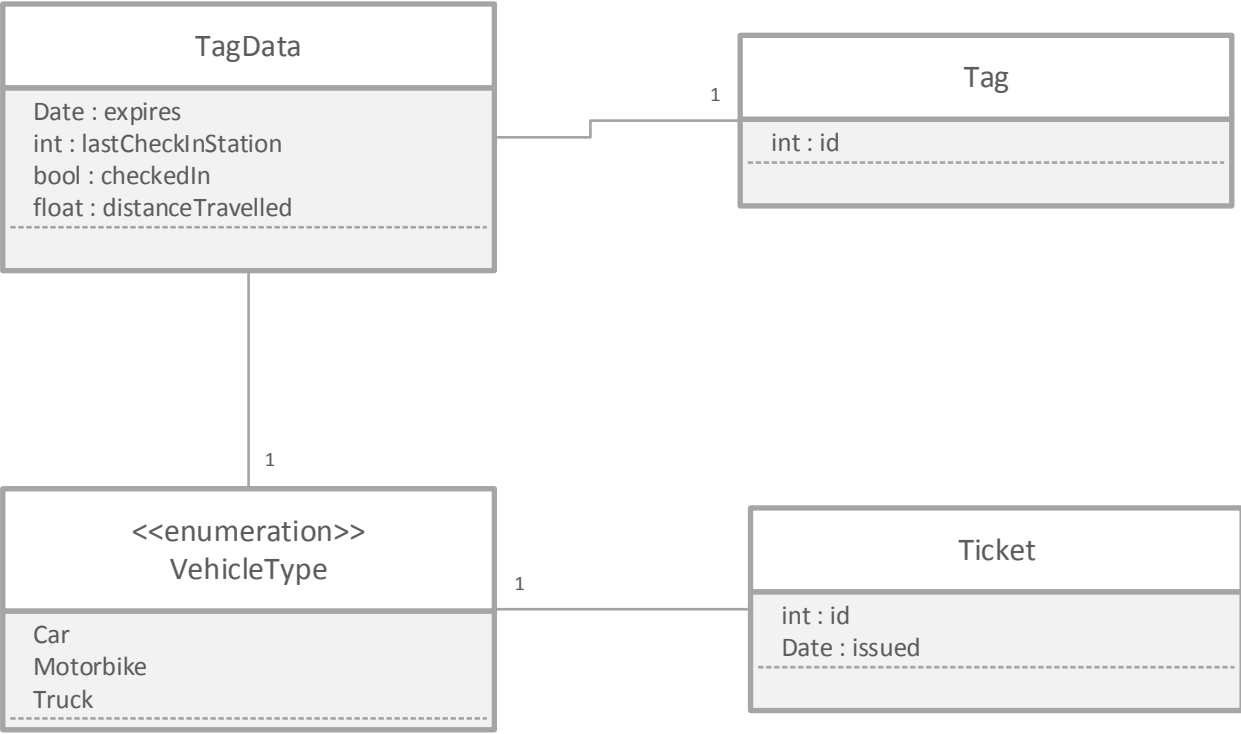 TagData
Date : expires
int : lastCheckInStation
bool : checkedIn
float : distanceTravelled
1
Tag
int : id
1
<<enumeration>>
VehicleType
Car
Motorbike
Truck
1
Ticket
int : id
Date : issued